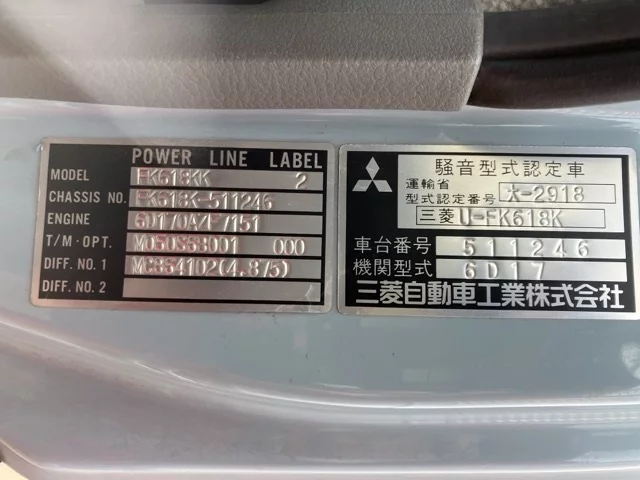 POWER LINE LABEL
MODEL FK618KK 2
CHASSIS NO. FK618K-511246
ENGINE
T/M·OPT. 000
DIFF. NO. 1 (4.875)
DIFF. NO. 2
騒音型式認定車
運輸省
型式認定番号 大-2918
三菱 U-FK618K
車台番号 511246
機関型式 6D17
三菱自動車工業株式会社